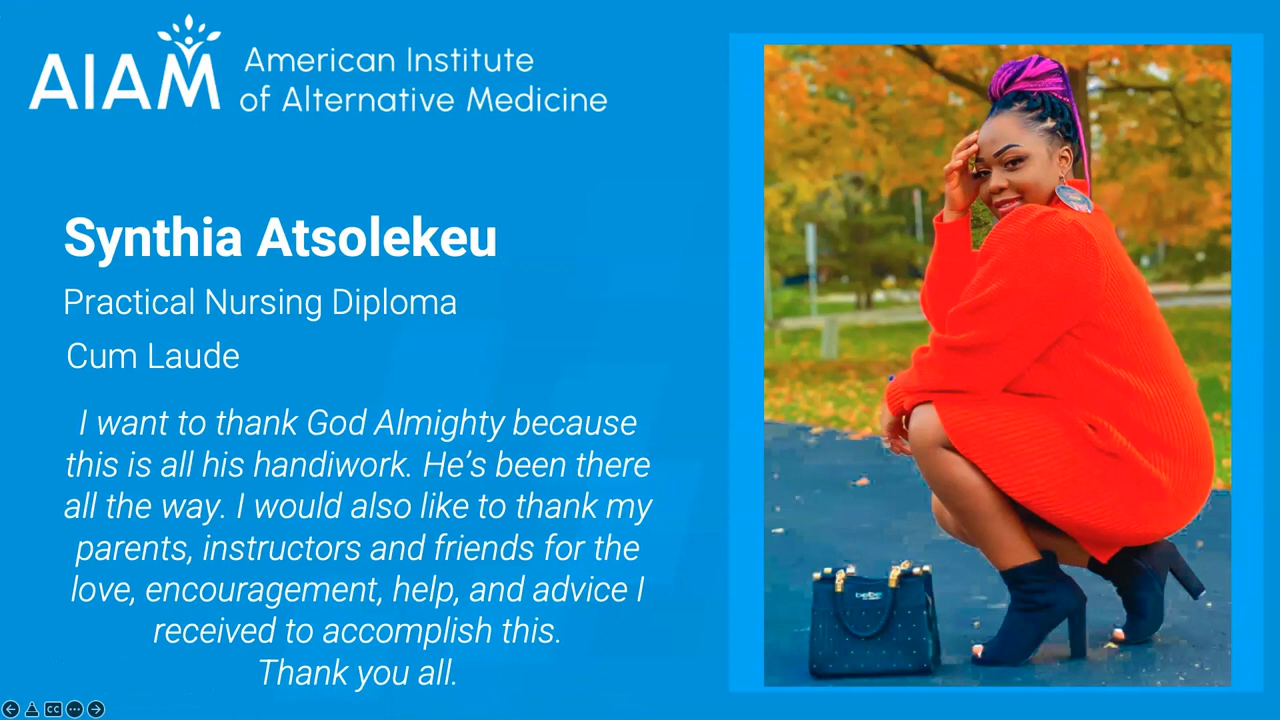 AIAM American Institute
of Alternative Medicine
Synthia Atsolekeu
Practical Nursing Diploma
Cum Laude
I want to thank God Almighty because
this is all his handiwork. He’s been there
all the way. I would also like to thank my
parents, instructors and friends for the
love, encouragement, help, and advice I
received to accomplish this.
Thank you all.
bebe
CC